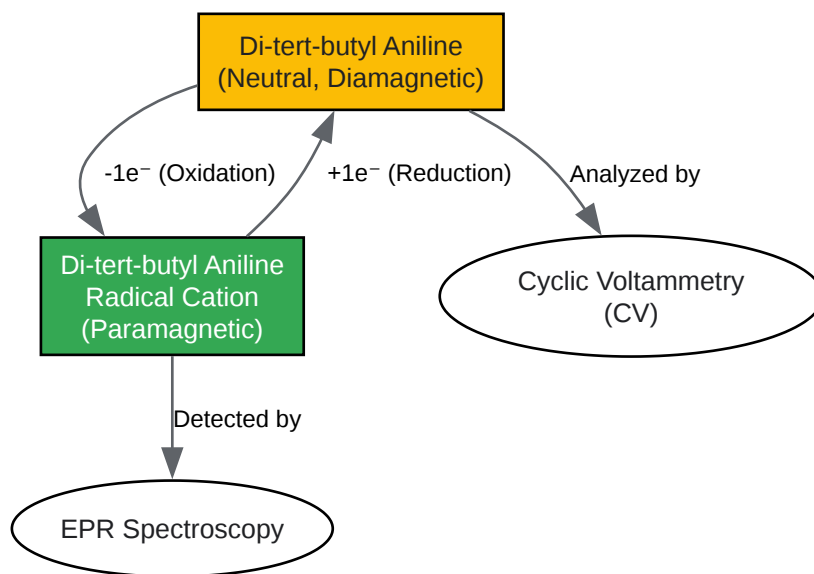 Di-tert-butyl Aniline
(Neutral, Diamagnetic)
-1e⁻ (Oxidation)
+1e⁻ (Reduction)
Analyzed by
Di-tert-butyl Aniline
Radical Cation
(Paramagnetic)
Cyclic Voltammetry
(CV)
Detected by
EPR Spectroscopy